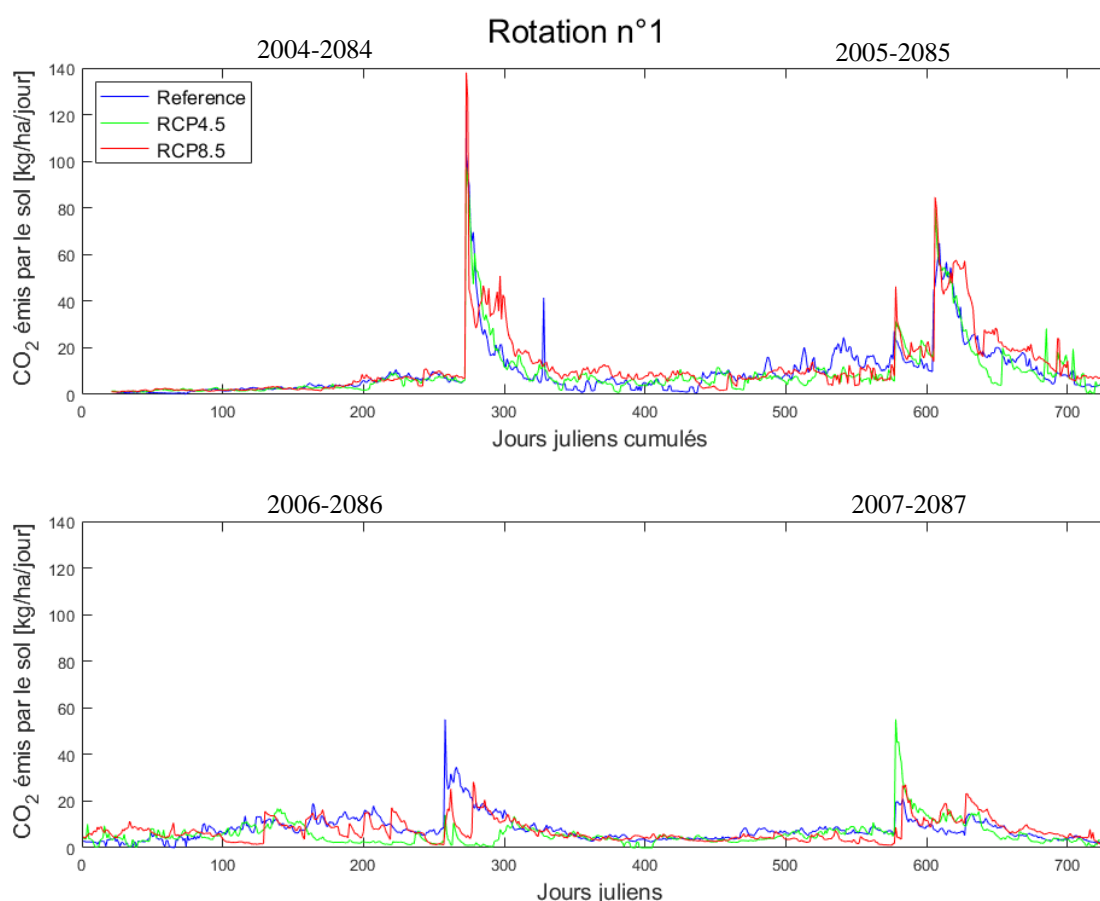 Rotation n°1
2004-2084
2005-2085
CO2 émis par le sol [kg/ha/jour]
140
120
100
80
60
40
20
0
Reference
RCP4.5
RCP8.5
0 100 200 300 400 500 600 700
Jours juliens cumulés
2006-2086
2007-2087
CO2 émis par le sol [kg/ha/jour]
140
120
100
80
60
40
20
0
0 100 200 300 400 500 600 700
Jours juliens